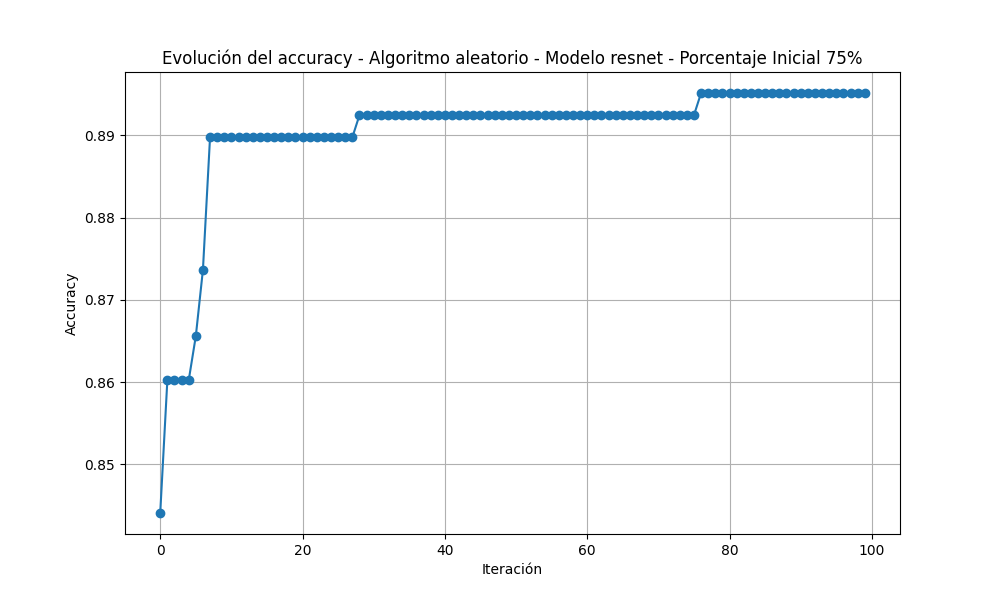 Evolución del accuracy - Algoritmo aleatorio - Modelo resnet - Porcentaje Inicial 75%
0.89
0.88
0.87
0.86
0.85
Accuracy
0 20 40 60 80 100
Iteración